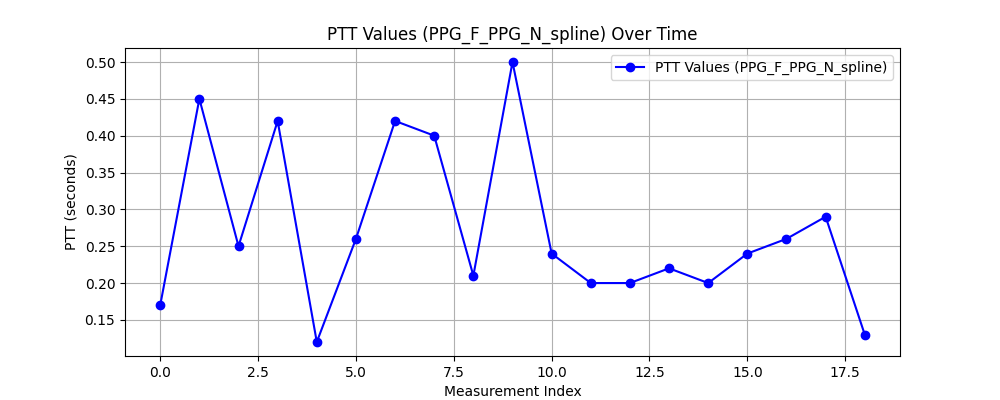 PTT Values (PPG_F_PPG_N_spline) Over Time
PTT Values (PPG_F_PPG_N_spline)
PTT (seconds)
0.50
0.45
0.40
0.35
0.30
0.25
0.20
0.15
0.0 2.5 5.0 7.5 10.0 12.5 15.0 17.5
Measurement Index